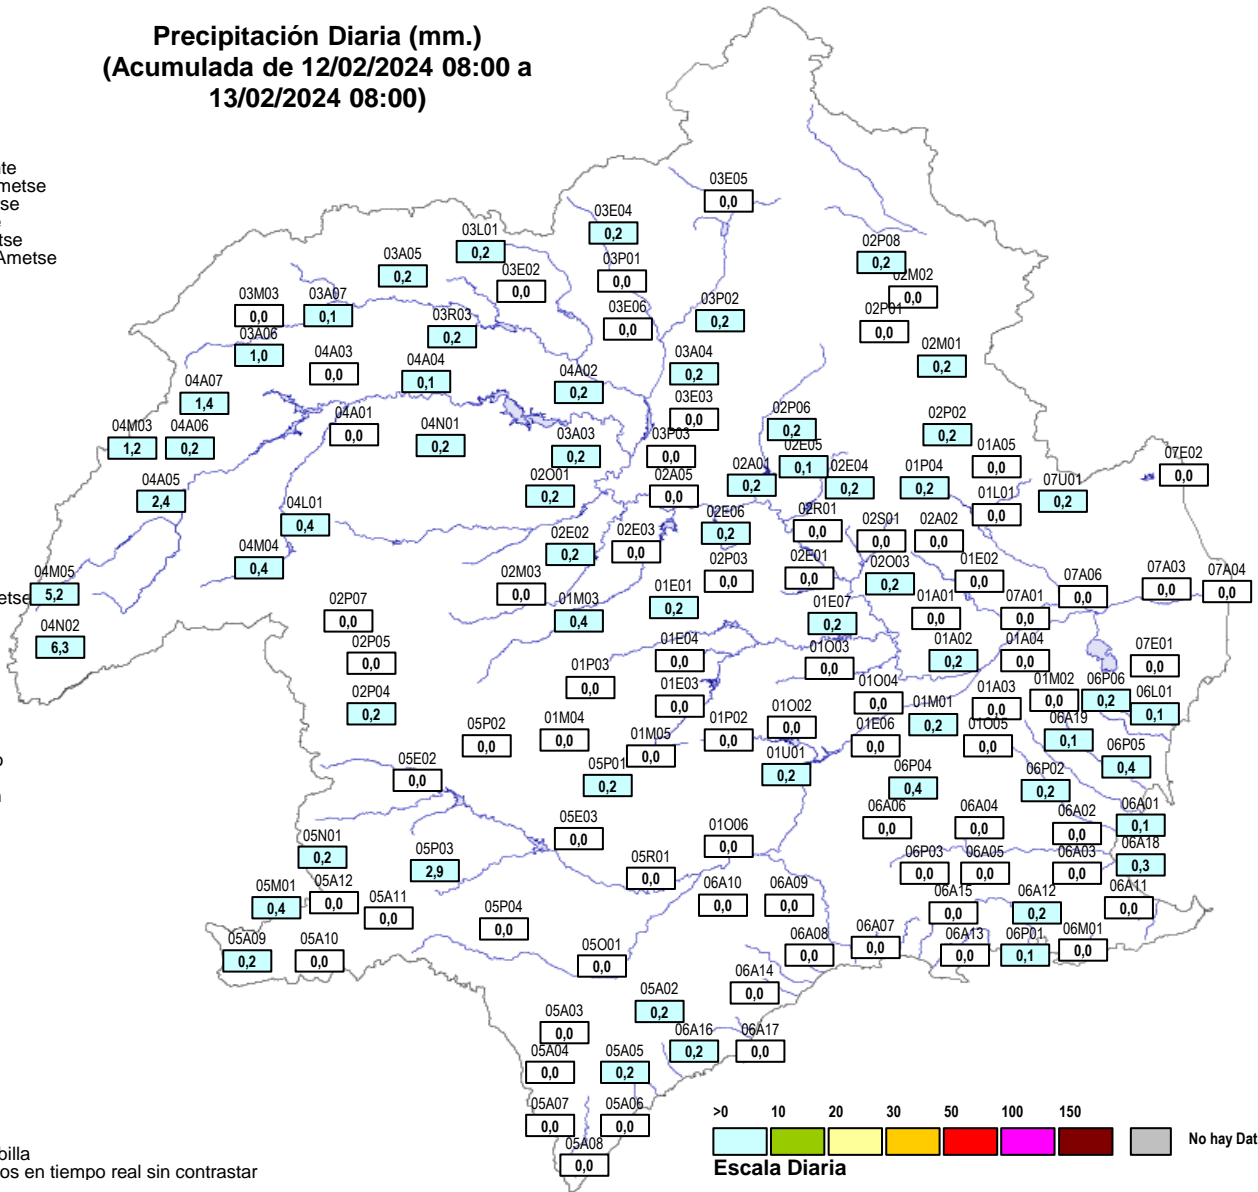 Precipitación Diaria (mm.)
(Acumulada de 12/02/2024 08:00 a
13/02/2024 08:00)
nte
metse
se
e
tse
Ametse
03E05
0,0
03E04
0,2
03L01
0,2
03A05
0,2
03E02
0,0
03P01
0,0
02P08
0,2
02M02
0,0
03M03
0,0
03A07
0,1
03R03
0,2
03E06
0,0
03P02
0,2
02P01
0,0
03A06
1,0
04A03
0,0
04A04
0,1
04A02
0,2
03A04
0,2
02M01
0,2
04A07
1,4
04A01
0,0
03E03
0,0
02P06
0,2
02P02
0,2
04M03
1,2
04A06
0,2
04N01
0,2
03A03
0,2
03P03
0,0
02E05
0,1
01A05
0,0
07E02
0,0
04A05
2,4
02O01
0,2
02A05
0,0
02A01
0,2
02E04
0,2
01P04
0,2
01L01
0,0
07U01
0,2
04L01
0,4
02E06
0,2
02R01
0,0
02S01
0,0
02A02
0,0
04M04
0,4
02E02
0,2
02E03
0,0
02P03
0,0
02E01
0,0
02O03
0,2
01E02
0,0
07A06
0,0
07A03
0,0
07A04
0,0
04M05
5,2
etse
02M03
0,0
01M03
0,4
01E01
0,2
01E07
0,2
01A01
0,0
07A01
0,0
04N02
6,3
02P07
0,0
02P05
0,0
01E04
0,0
01O03
0,0
01A02
0,2
01A04
0,0
07E01
0,0
02P04
0,2
01P03
0,0
01E03
0,0
01O04
0,0
01M01
0,2
01A03
0,0
01M02
0,0
06P06
0,2
06L01
0,1
05P02
0,0
01M04
0,0
01M05
0,0
01P02
0,0
01O02
0,0
01E06
0,0
01O05
0,0
06A19
0,1
06P05
0,4
o
05E02
0,0
05P01
0,2
01U01
0,2
06P04
0,4
06P02
0,2
05E03
0,0
01O06
0,0
06A06
0,0
06A04
0,0
06A02
0,0
06A01
0,1
05N01
0,2
05P03
2,9
05R01
0,0
06P03
0,0
06A05
0,0
06A03
0,0
06A18
0,3
05M01
0,4
05A12
0,0
05A11
0,0
05P04
0,0
06A10
0,0
06A09
0,0
06A15
0,0
06A12
0,2
06A11
0,0
05A09
0,2
05A10
0,0
05O01
0,0
06A08
0,0
06A07
0,0
06A13
0,0
06P01
0,1
06M01
0,0
06A14
0,0
05A03
0,0
05A02
0,2
06A16
0,2
06A17
0,0
05A04
0,0
05A05
0,2
05A07
0,0
05A06
0,0
05A08
0,0
>0 10 20 30 50 100 150
No hay Dat
Escala Diaria
billa
os en tiempo real sin contrastar